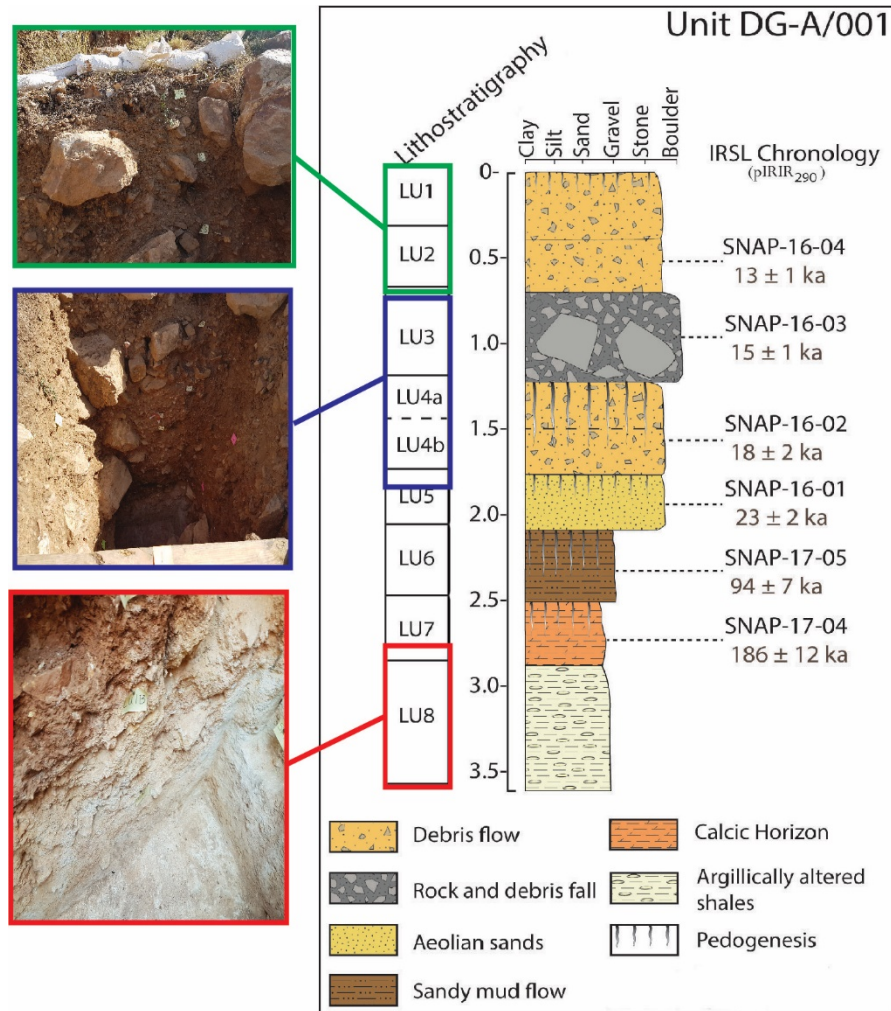 Unit DG-A/001
Lithostratigraphy
Clay
Silt
Sand
Gravel
Stone
Boulder
IRSL Chronology
(pIRIR290)
0
0.5
1.0
1.5
2.0
2.5
3.0
3.5
LU1
LU2
LU3
LU4a
LU4b
LU5
LU6
LU7
LU8
SNAP-16-04
13 ± 1 ka
SNAP-16-03
15 ± 1 ka
SNAP-16-02
18 ± 2 ka
SNAP-16-01
23 ± 2 ka
SNAP-17-05
94 ± 7 ka
SNAP-17-04
186 ± 12 ka
Debris flow
Rock and debris fall
Aeolian sands
Sandy mud flow
Calcic Horizon
Argillically altered
shales
Pedogenesis